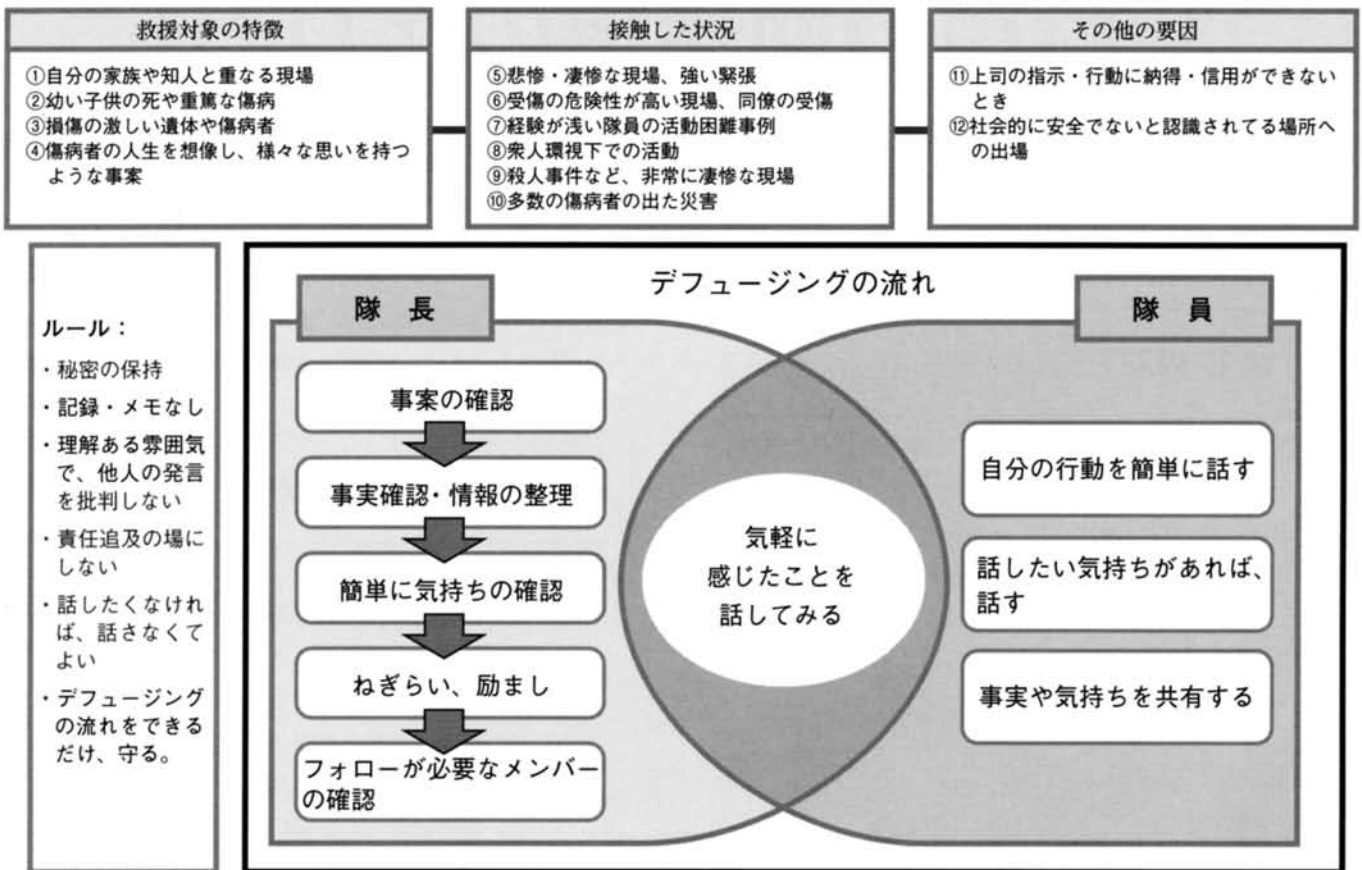 救援対象の特徴
①自分の家族や知人と重なる現場
②幼い子供の死や重篤な傷病
③損傷の激しい遺体や傷病者
④傷病者の人生を想像し、様々な思いを持つ
ような事案
接触した状況
⑤悲惨・凄惨な現場、強い緊張
⑥受傷の危険性が高い現場、同僚の受傷
⑦経験が浅い隊員の活動困難事例
⑧衆人環視下での活動
⑨殺人事件など、非常に凄惨な現場
⑩多数の傷病者の出た災害
その他の要因
⑪上司の指示・行動に納得・信用ができない
とき
⑫社会的に安全でないと認識されてる場所へ
の出場
ルール：
・秘密の保持
・記録・メモなし
・理解ある雰囲気
で、他人の発言
を批判しない
・責任追及の場に
しない
・話したくなけれ
ば、話さなくて
よい
・デフュージング
の流れをできる
だけ、守る。
デフュージングの流れ
隊 長
事案の確認
事実確認・情報の整理
簡単に気持ちの確認
ねぎらい、励まし
フォローが必要なメンバー
の確認
気軽に
感じたことを
話してみる
隊 員
自分の行動を簡単に話す
話したい気持ちがあれば、
話す
事実や気持ちを共有する